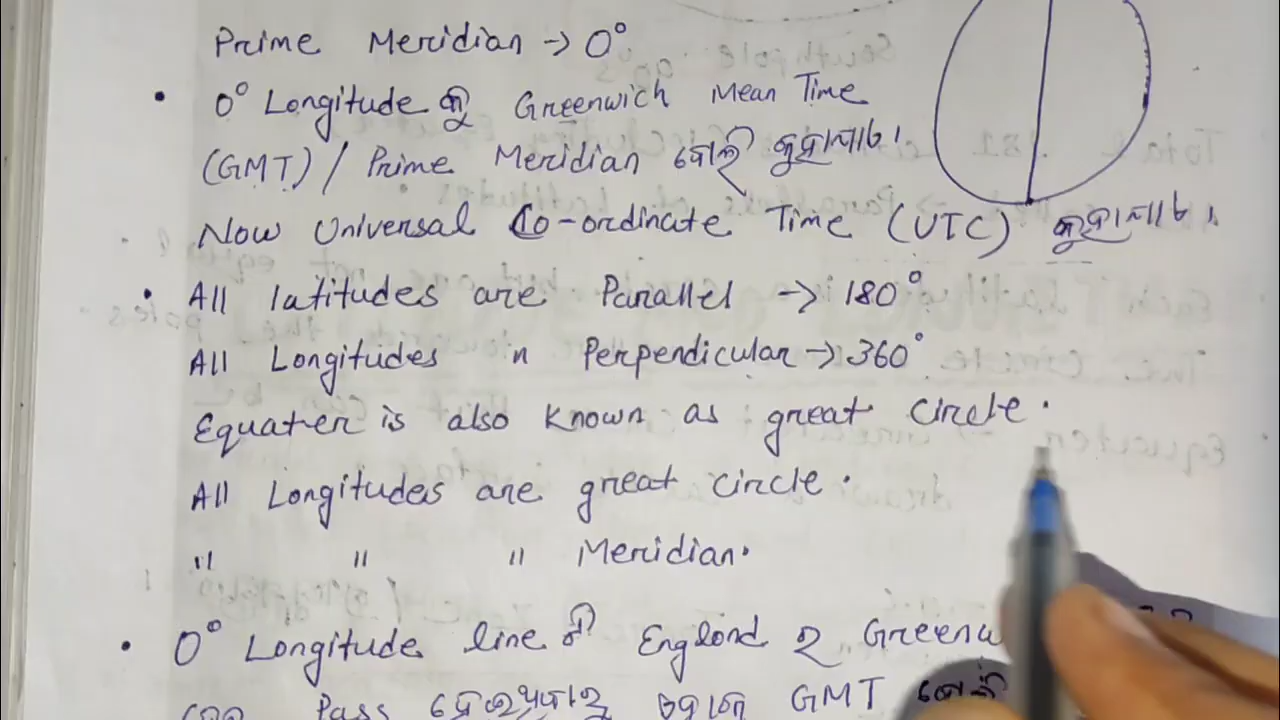 Prime Meridian → 0°
• 0° Longitude କୁ Greenwich Mean Time
(GMT) / Prime Meridian ବୋଲି କୁହାଯାଏ।
Now Universal Co-ordinate Time (UTC) କୁହାଯାଏ।
• All latitudes are Parallel → 180°
All Longitudes " Perpendicular → 360°
Equater is also known as great circle.
All Longitudes are great circle.
" " " Meridian.
• 0° Longitude line ଟି England ର Greenw
Pass GMT